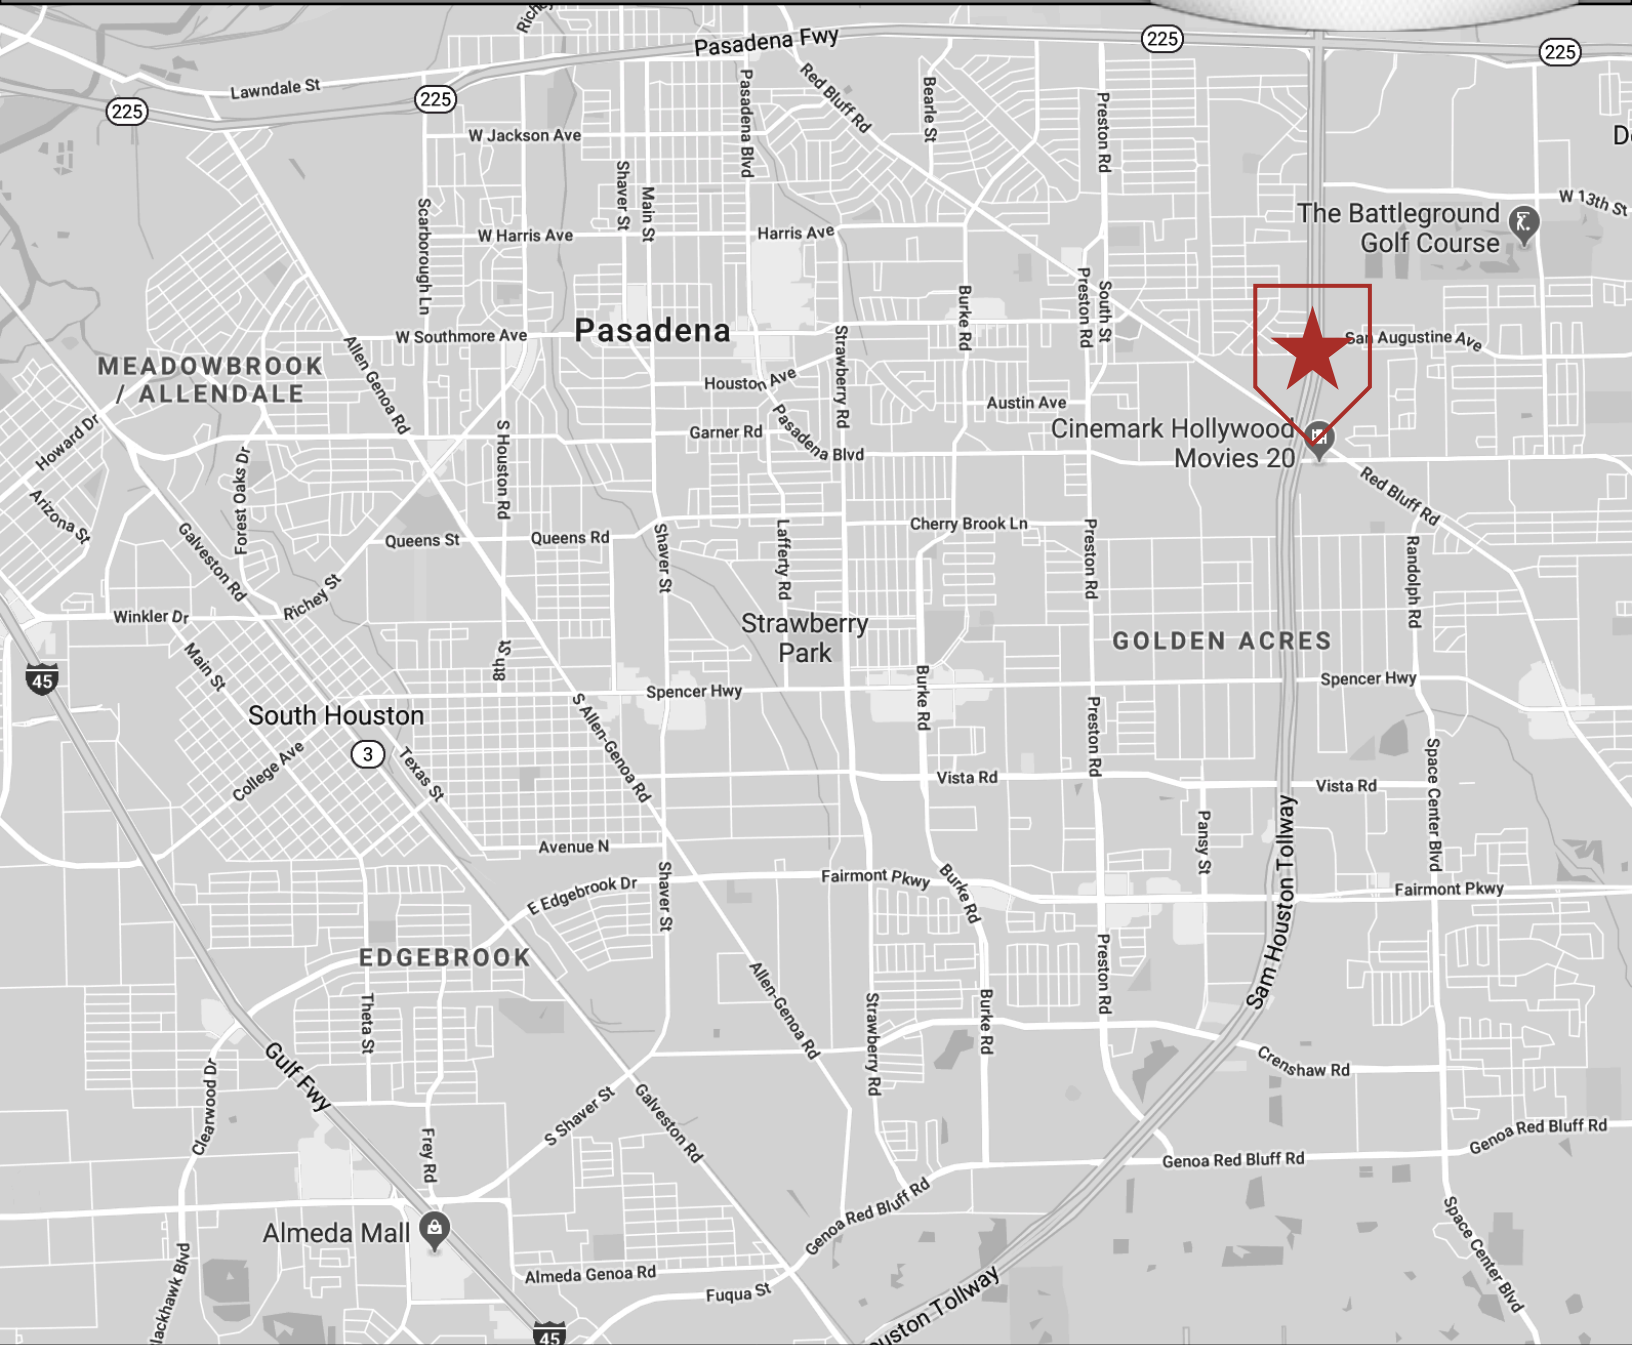 Pasadena Fwy
225
225
Lawndale St
225
225
Red Bluff Rd
Pasadena Blvd
Bearle St
Preston Rd
W Jackson Ave
Shaver St
Main St
Scarborough Ln
W 13th St
The Battleground
Golf Course
W Harris Ave
Harris Ave
Preston Rd
South St
Burke Rd
Pasadena
W Southmore Ave
San Augustine Ave
Strawberry Rd
MEADOWBROOK
/ ALLENDALE
Allen Genoa Rd
Houston Ave
Austin Ave
Howard Dr
Garner Rd
Pasadena Blvd
Cinemark Hollywood
Movies 20
Forest Oaks Dr
S Houston Rd
Red Bluff Rd
Arizona St
Galveston Rd
Queens St
Queens Rd
Shaver St
Lafferty Rd
Cherry Brook Ln
Preston Rd
Randolph Rd
Richey St
Winkler Dr
Strawberry
Park
GOLDEN ACRES
Main St
8th St
45
Spencer Hwy
Spencer Hwy
Burke Rd
South Houston
3
S Allen-Genoa Rd
Preston Rd
College Ave
Texas St
Vista Rd
Vista Rd
Space Center Blvd
Pansy St
Sam Houston Tollway
Avenue N
E Edgebrook Dr
Shaver St
Fairmont Pkwy
Burke Rd
Fairmont Pkwy
EDGEBROOK
Allen-Genoa Rd
Preston Rd
Theta St
Strawberry Rd
Burke Rd
Gulf Fwy
Clearwood Dr
Crenshaw Rd
S Shaver St
Galveston Rd
Frey Rd
Genoa Red Bluff Rd
Genoa Red Bluff Rd
Genoa Red Bluff Rd
Almeda Mall
Almeda Genoa Rd
Fuqua St
Space Center Blvd
45